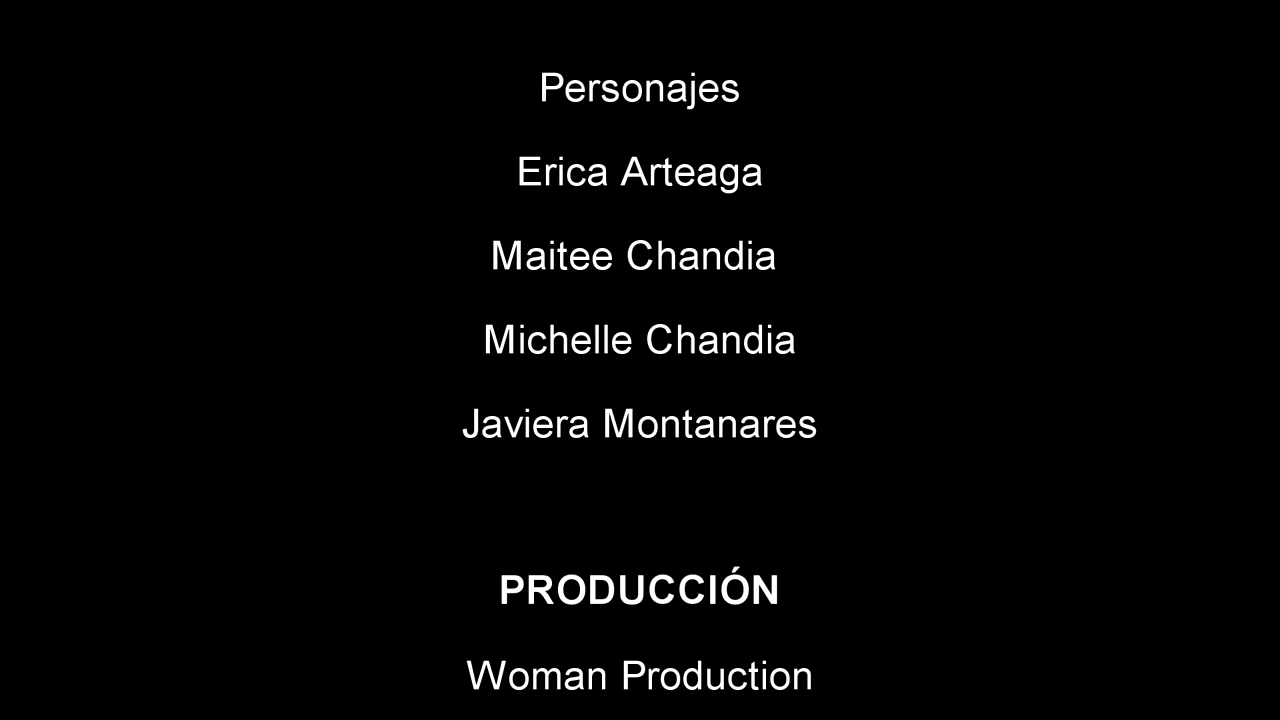 Personajes
Erica Arteaga
Maitee Chandia
Michelle Chandia
Javiera Montanares
PRODUCCIÓN
Woman Production